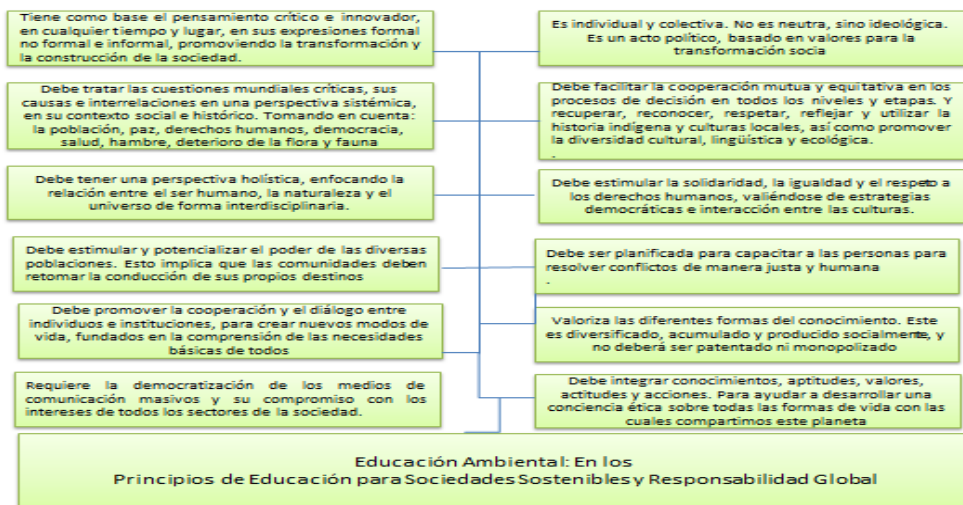 Tiene como base el pensamiento crítico e innovador,
en cualquier tiempo y lugar, en sus expresiones formal
no formal e informal, promoviendo la transformación y
la construcción de la sociedad.
Es individual y colectiva. No es neutra, sino ideológica.
Es un acto político, basado en valores para la
transformación socia
Debe tratar las cuestiones mundiales críticas, sus
causas e interrelaciones en una perspectiva sistémica,
en su contexto social e histórico. Tomando en cuenta:
la población, paz, derechos humanos, democracia,
salud, hambre, deterioro de la flora y fauna
Debe facilitar la cooperación mutua y equitativa en los
procesos de decisión en todos los niveles y etapas. Y
recuperar, reconocer, respetar, reflejar y utilizar la
historia indígena y culturas locales, así como promover
la diversidad cultural, lingüística y ecológica.
.
Debe tener una perspectiva holística, enfocando la
relación entre el ser humano, la naturaleza y el
universo de forma interdisciplinaria.
Debe estimular la solidaridad, la igualdad y el respeto a
los derechos humanos, valiéndose de estrategias
democráticas e interacción entre las culturas.
Debe estimular y potencializar el poder de las diversas
poblaciones. Esto implica que las comunidades deben
retomar la conducción de sus propios destinos
Debe ser planificada para capacitar a las personas para
resolver conflictos de manera justa y humana
.
Debe promover la cooperación y el diálogo entre
individuos e instituciones, para crear nuevos modos de
vida, fundados en la comprensión de las necesidades
básicas de todos
Valoriza las diferentes formas del conocimiento. Este
es diversificado, acumulado y producido socialmente, y
no deberá ser patentado ni monopolizado
Requiere la democratización de los medios de
comunicación masivos y su compromiso con los
intereses de todos los sectores de la sociedad.
Debe integrar conocimientos, aptitudes, valores,
actitudes y acciones. Para ayudar a desarrollar una
conciencia ética sobre todas las formas de vida con las
cuales compartimos este planeta
Educación Ambiental: En los
Principios de Educación para Sociedades Sostenibles y Responsabilidad Global